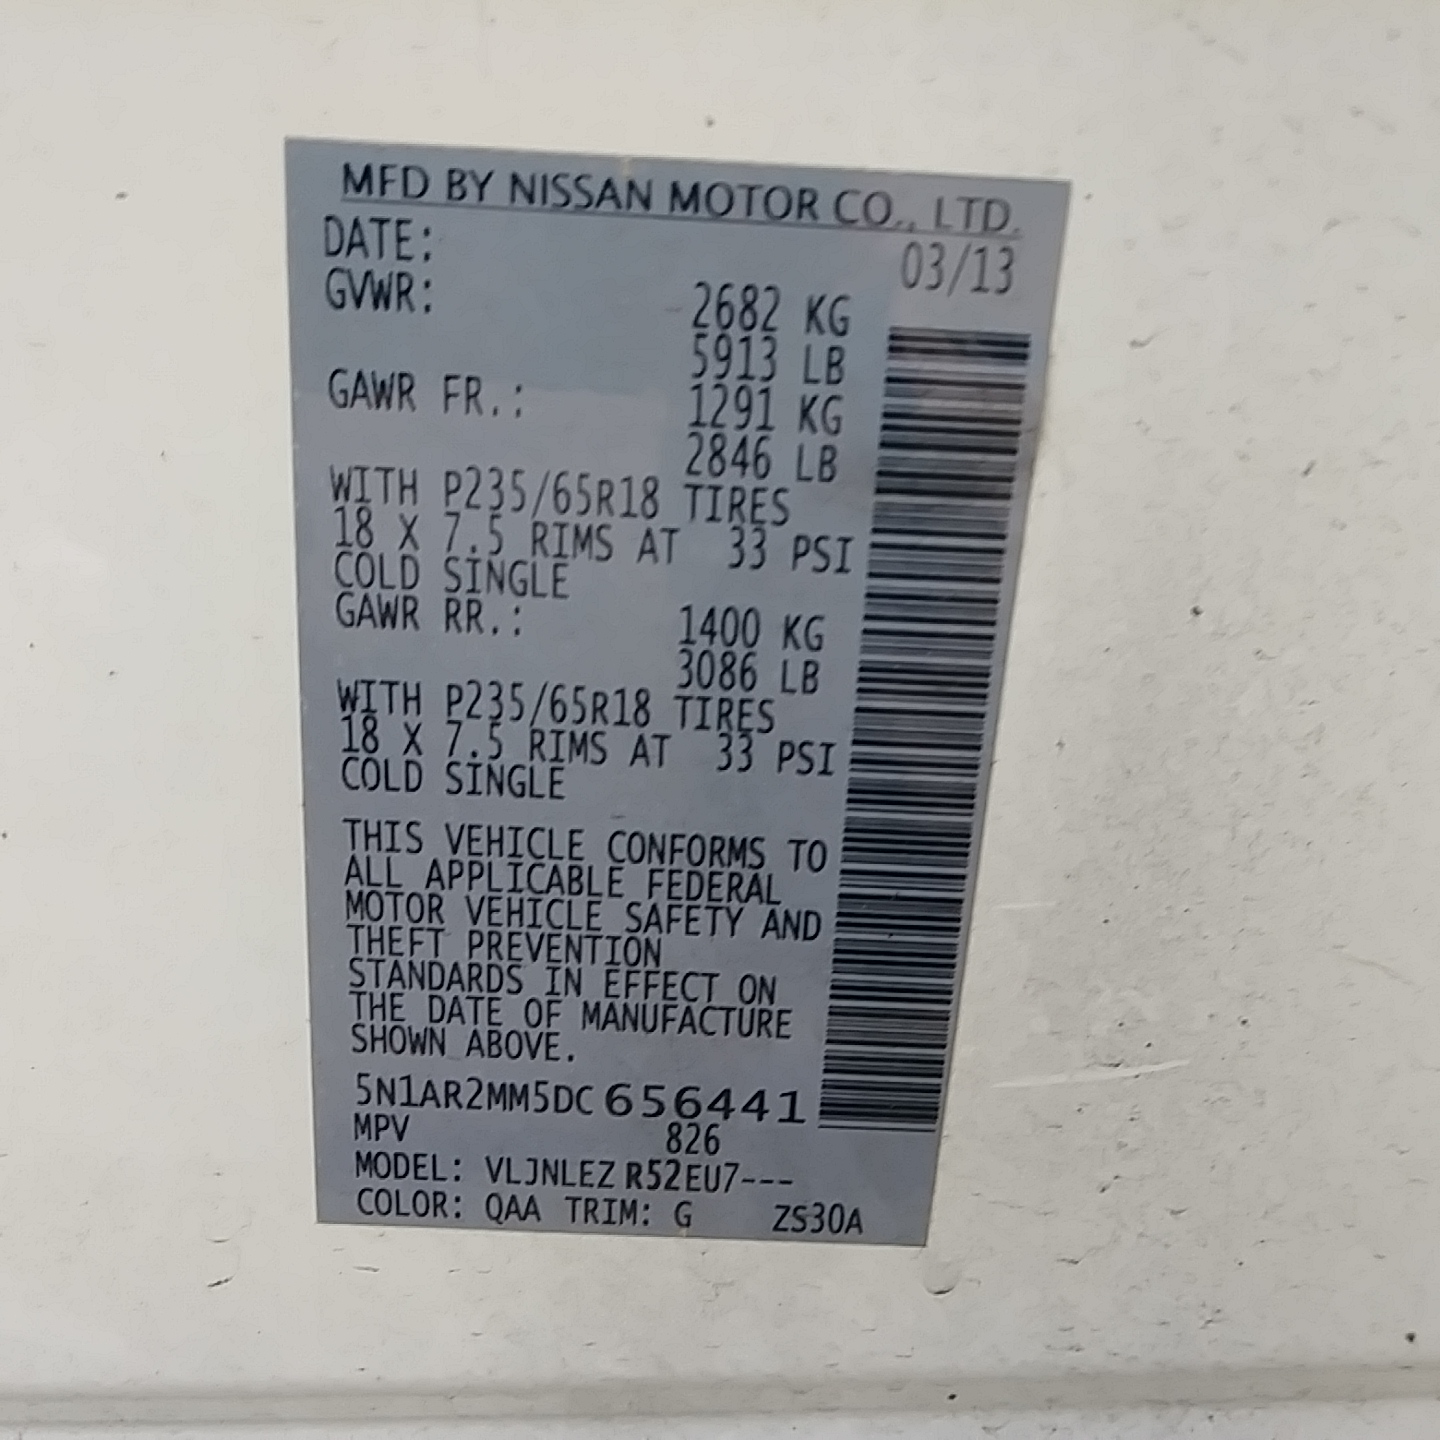 MFD BY NISSAN MOTOR CO., LTD.
DATE: 03/13
GVWR: 2682 KG
5913 LB
GAWR FR.: 1291 KG
2846 LB
WITH P235/65R18 TIRES
18 X 7.5 RIMS AT 33 PSI
COLD SINGLE
GAWR RR.: 1400 KG
3086 LB
WITH P235/65R18 TIRES
18 X 7.5 RIMS AT 33 PSI
COLD SINGLE
THIS VEHICLE CONFORMS TO
ALL APPLICABLE FEDERAL
MOTOR VEHICLE SAFETY AND
THEFT PREVENTION
STANDARDS IN EFFECT ON
THE DATE OF MANUFACTURE
SHOWN ABOVE.
5N1AR2MM5DC656441
MPV 826
MODEL: VLJNLEZ R52EU7---
COLOR: QAA TRIM: G ZS30A